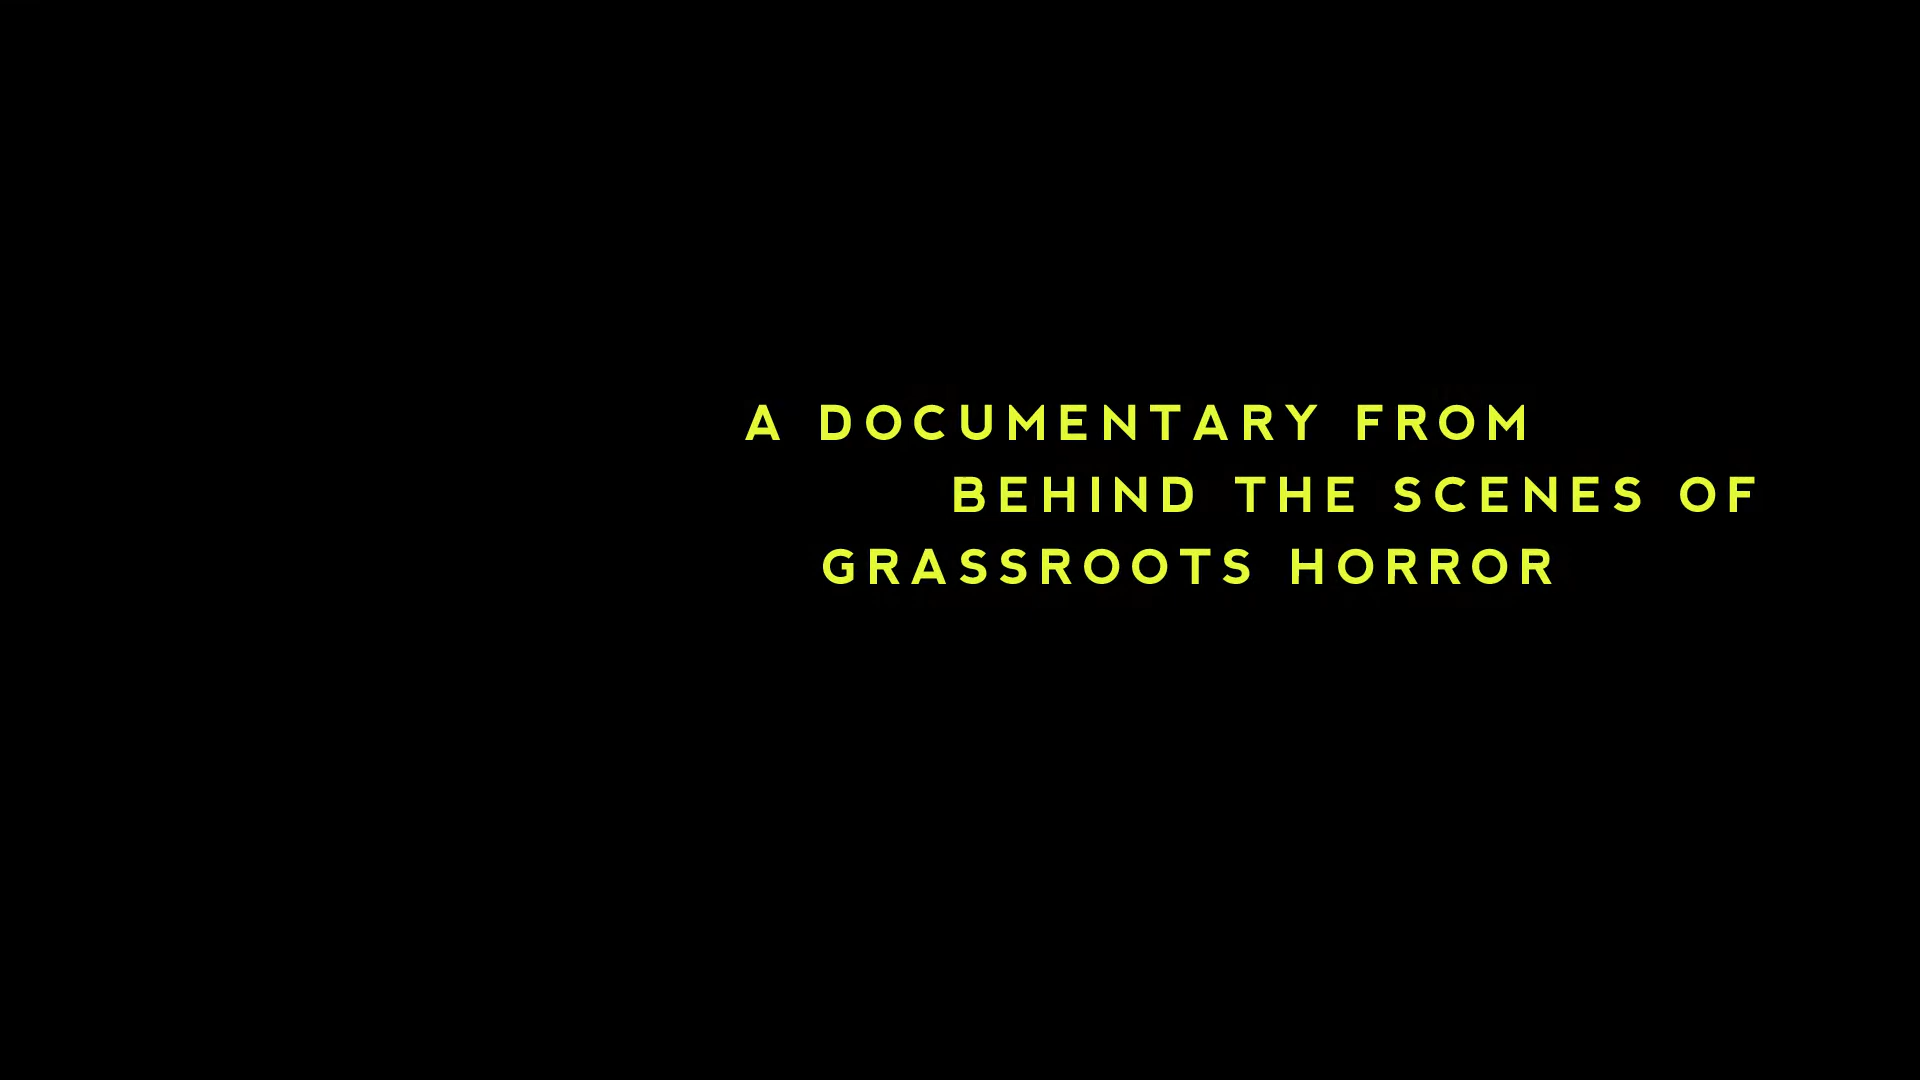 A DOCUMENTARY FROM
BEHIND THE SCENES OF
GRASSROOTS HORROR